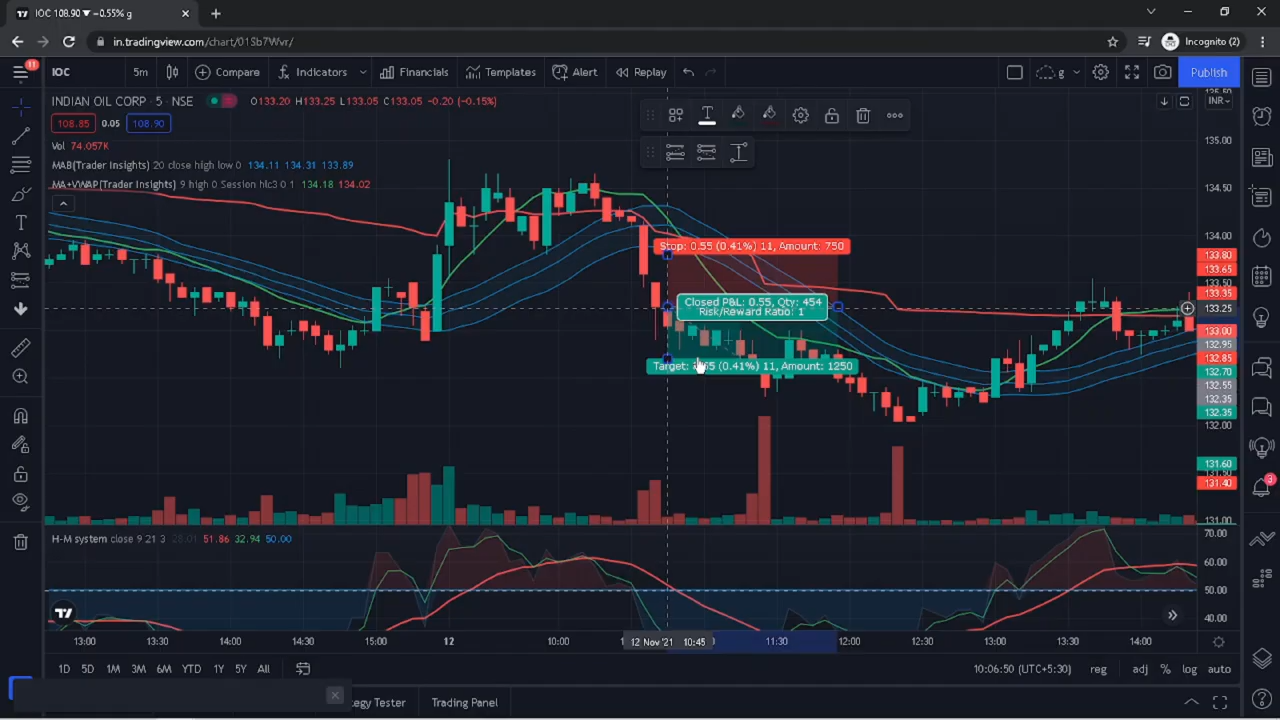 IOC 108.90 ▼ −0.55% g
in.tradingview.com/chart/01Sb7Wvr/
Incognito (2)
11
IOC
5m
Compare
Indicators
Financials
Templates
Alert
Replay
g
Publish
INDIAN OIL CORP · 5 · NSE
O133.20 H133.25 L133.05 C133.05 −0.20 (−0.15%)
INR
108.85 0.05 108.90
Vol 74.057K
MAB(Trader Insights) 20 close high low 0 134.11 134.31 133.89
MA+VWAP(Trader Insights) 9 high 0 Session hlc3 0 1 134.18 134.02
135.00
134.50
134.00
133.80
133.65
133.35
133.25
133.00
132.95
132.85
132.70
132.55
132.35
132.35
132.00
131.60
131.40
131.00
Stop: 0.55 (0.41%) 11, Amount: 750
Closed P&L: 0.55, Qty: 454
Risk/Reward Ratio: 1
(0.41%) 11, Amount: 1250
3
H-M system close 9 21 3 28.01 51.86 32.94 50.00
70.00
60.00
50.00
40.00
13:00 13:30 14:00 14:30 15:00 12 10:00 12 Nov '21 10:45 11:30 12:00 12:30 13:00 13:30 14:00
1D 5D 1M 3M 6M YTD 1Y 5Y All
10:06:50 (UTC+5:30) reg adj % log auto
Tester
Trading Panel